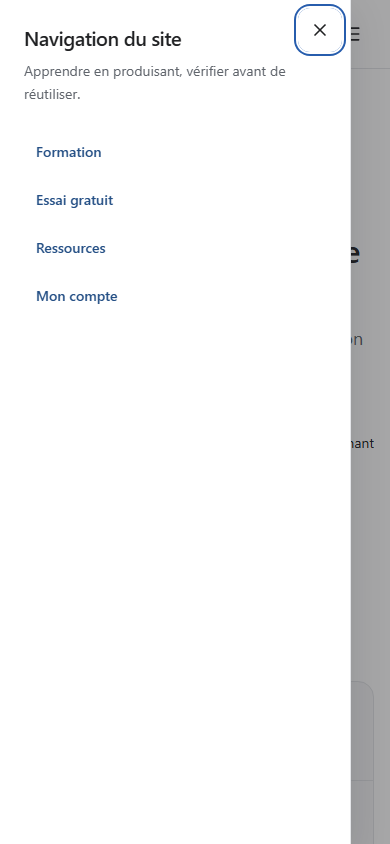 Navigation du site
Apprendre en produisant, vérifier avant de
réutiliser.
Formation
Essai gratuit
Ressources
Mon compte